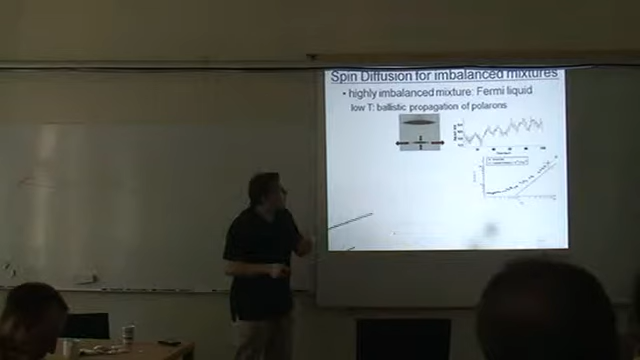 Spin Diffusion for imbalanced mixtures
• highly imbalanced mixture: Fermi liquid
low T: ballistic propagation of polarons